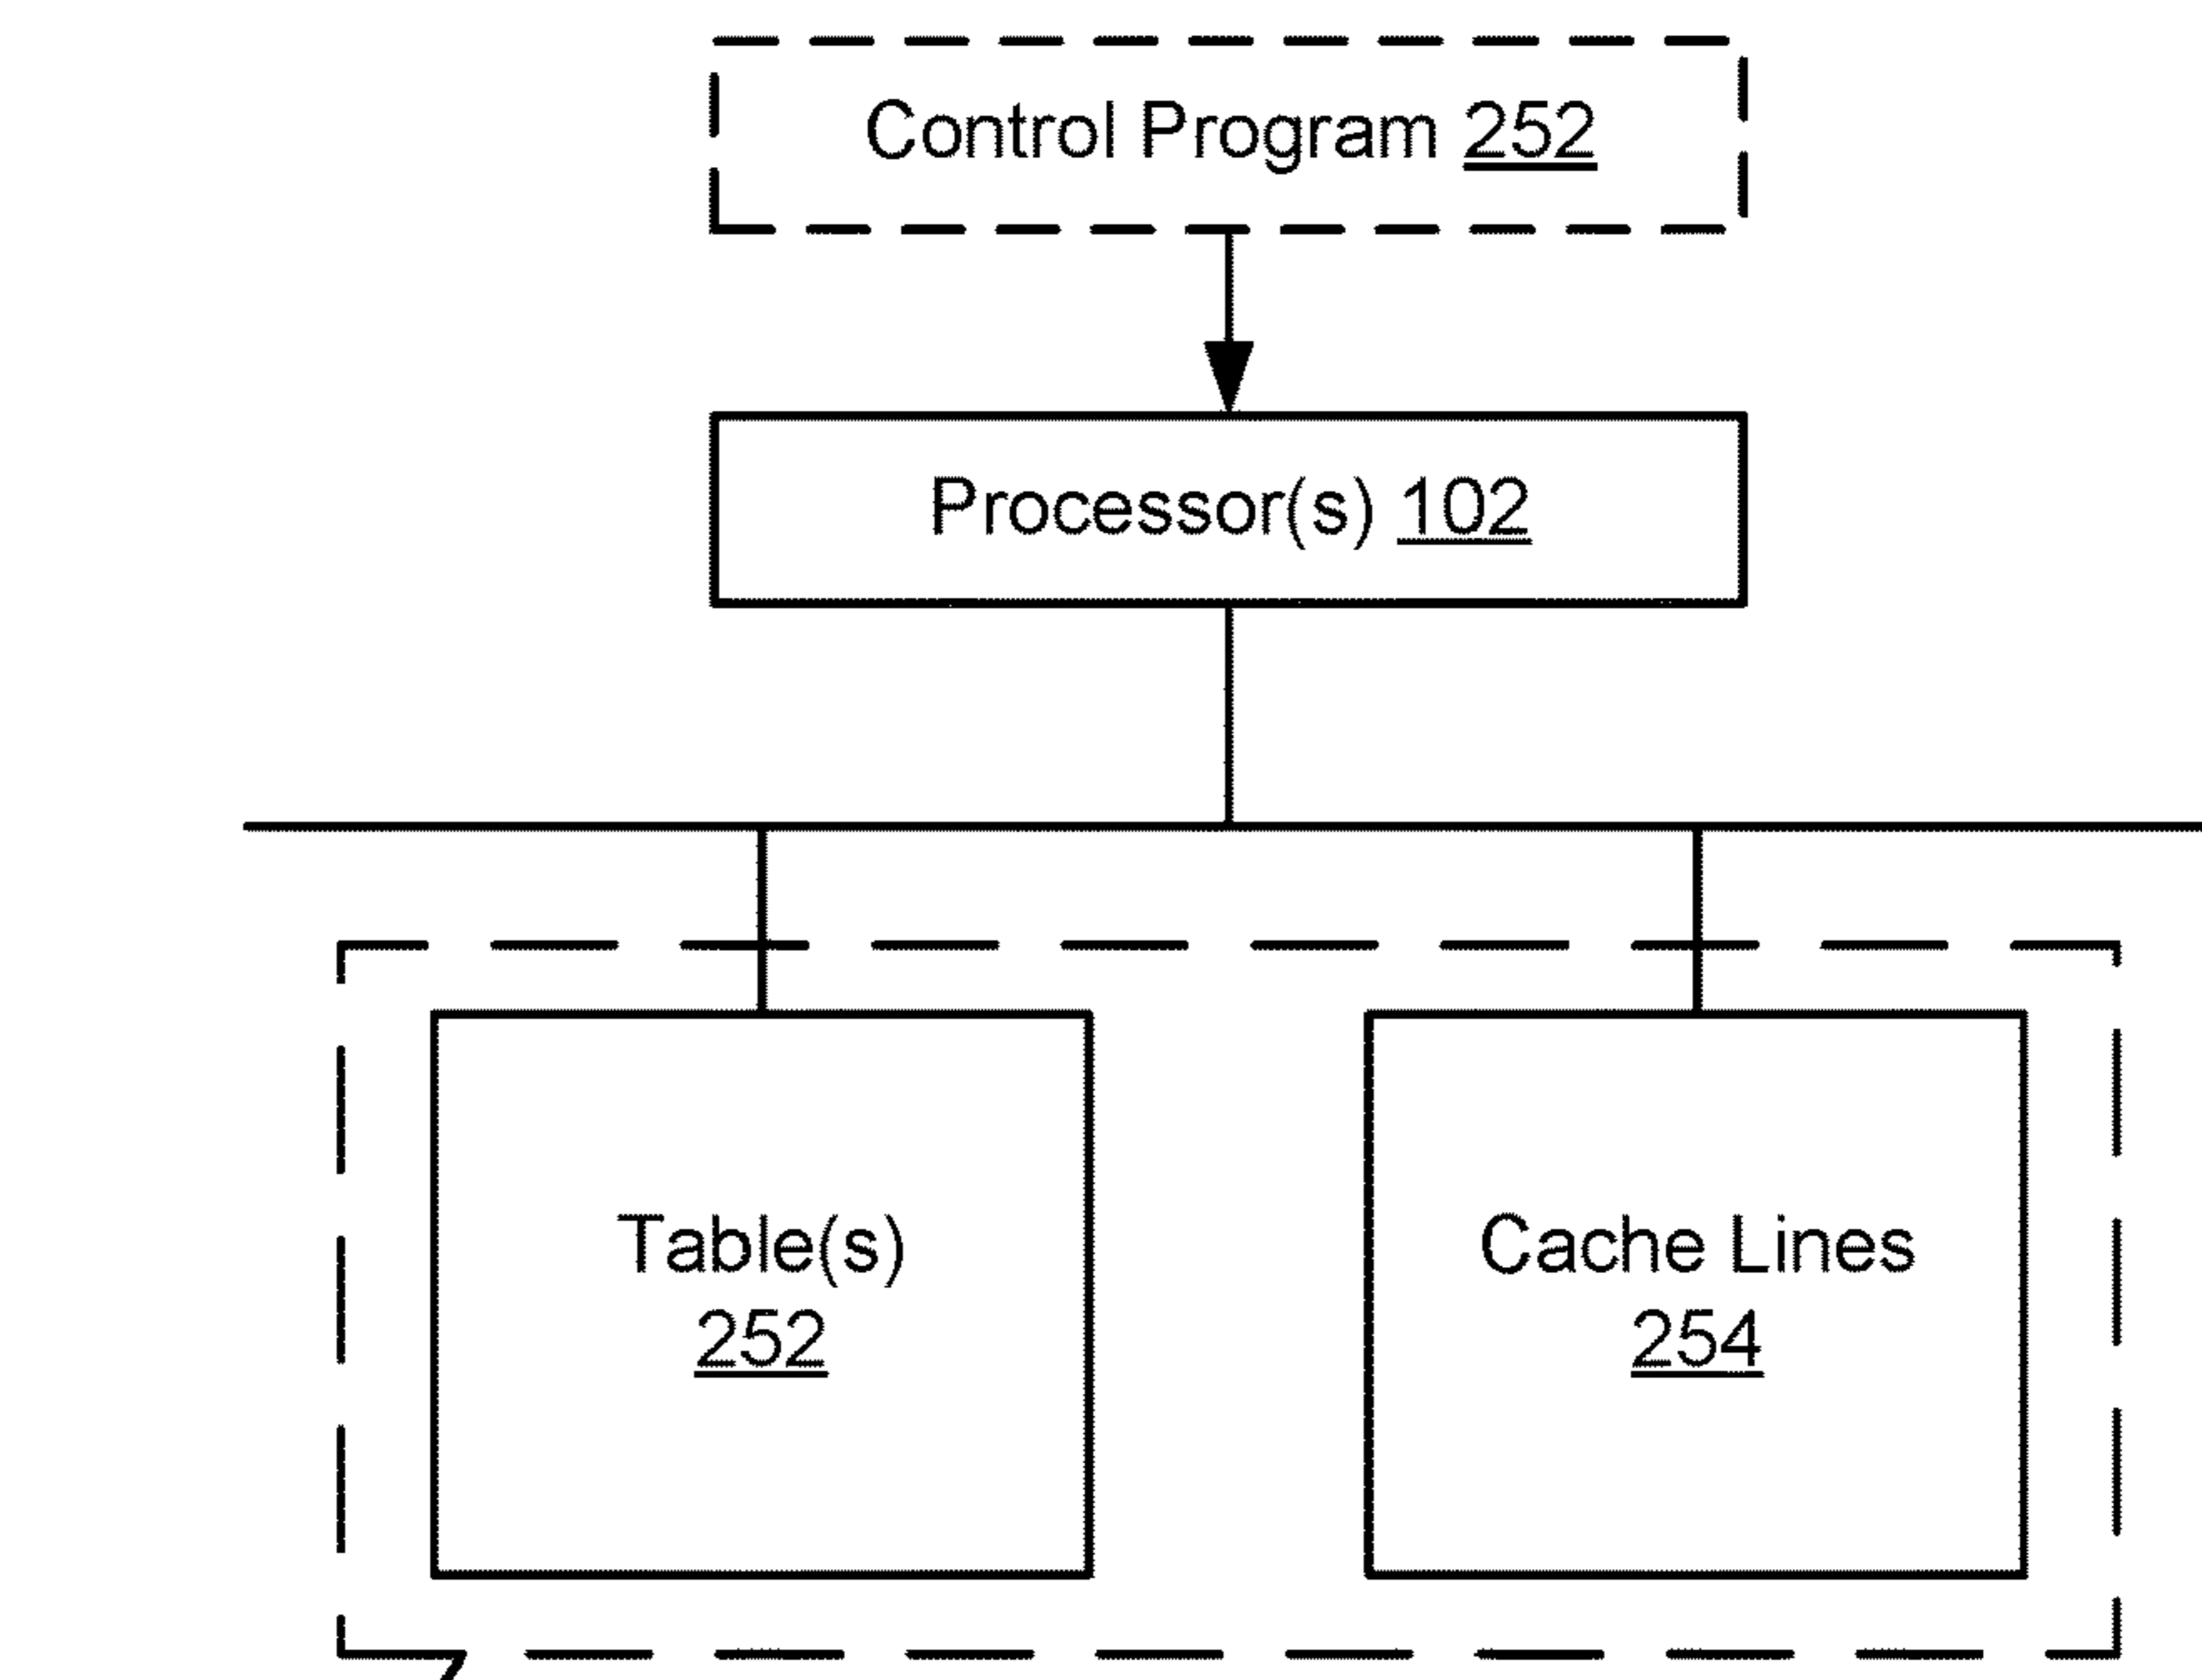 Control Program 252
Processor(s) 102
Table(s)
252
Cache Lines
254